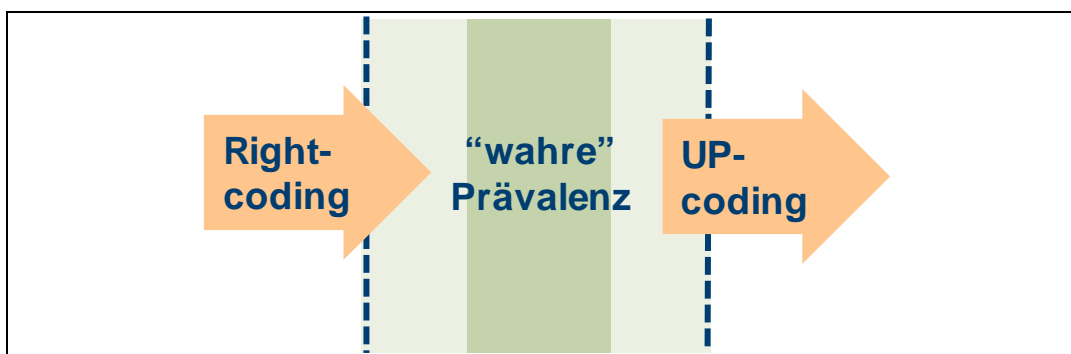 Right-
coding
“wahre”
Prävalenz
UP-
coding